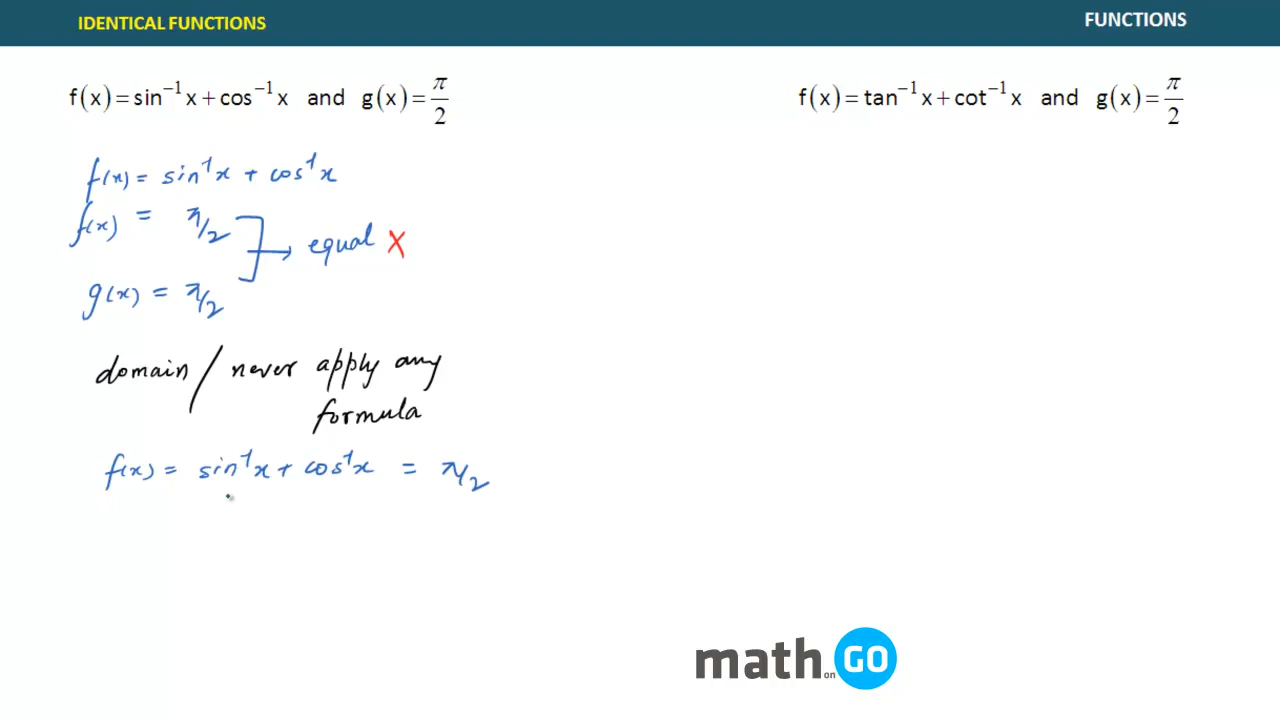 IDENTICAL FUNCTIONS
FUNCTIONS
f(x)=sin⁻¹x+cos⁻¹x and g(x)=π/2
f(x)=tan⁻¹x+cot⁻¹x and g(x)=π/2
f(x) = sin⁻¹x + cos⁻¹x
f(x) = π/2
→ equal X
g(x) = π/2
domain / never apply any
formula
f(x) = sin⁻¹x + cos⁻¹x = π/2
math on GO